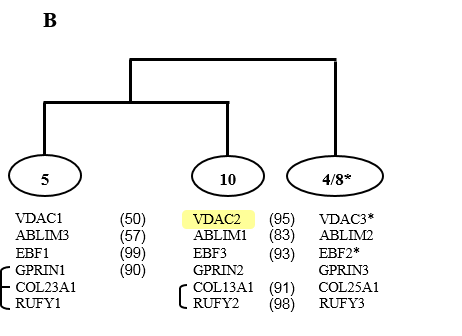 B
5 10 4/8*
VDAC1 (50) VDAC2 (95) VDAC3*
ABLIM3 (57) ABLIM1 (83) ABLIM2
EBF1 (99) EBF3 (93) EBF2*
GPRIN1 (90) GPRIN2 GPRIN3
COL23A1 COL13A1 (91) COL25A1
RUFY1 RUFY2 (98) RUFY3